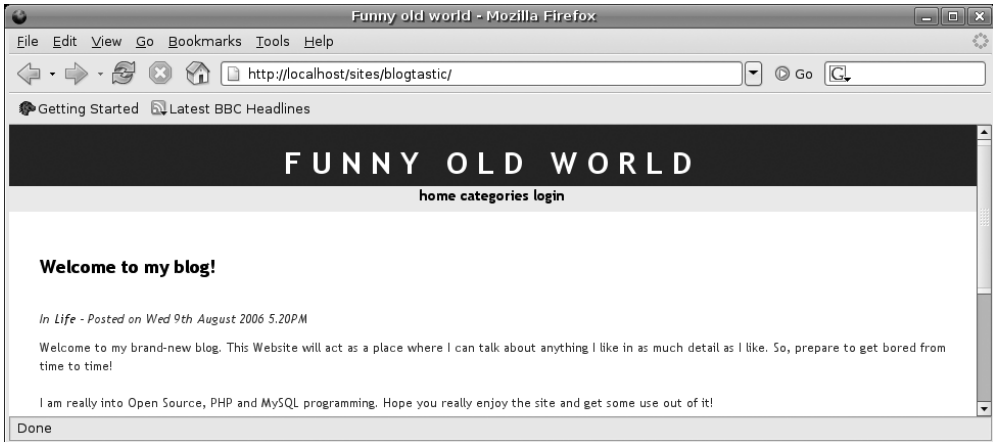 Funny old world - Mozilla Firefox
File Edit View Go Bookmarks Tools Help
http://localhost/sites/blogtastic/ Go G
Getting Started Latest BBC Headlines
FUNNY OLD WORLD
home categories login
Welcome to my blog!
In Life - Posted on Wed 9th August 2006 5.20PM
Welcome to my brand-new blog. This Website will act as a place where I can talk about anything I like in as much detail as I like. So, prepare to get bored from
time to time!
I am really into Open Source, PHP and MySQL programming. Hope you really enjoy the site and get some use out of it!
Done